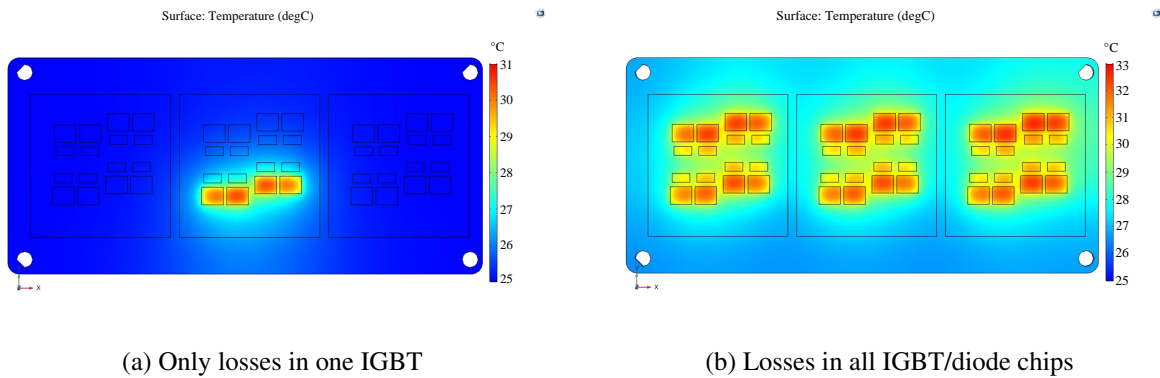 Surface: Temperature (degC)
°C
31
30
29
28
27
26
25
x
(a) Only losses in one IGBT
Surface: Temperature (degC)
°C
33
32
31
30
29
28
27
26
25
x
(b) Losses in all IGBT/diode chips